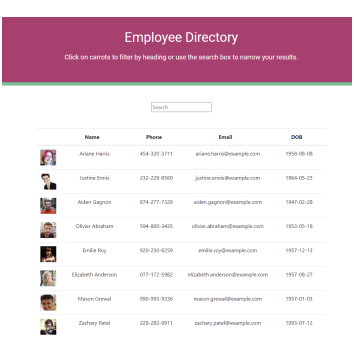 Employee Directory
Click on carrots to filter by heading or use the search box to narrow your results.
Search
Name Phone Email DOB
Ariane Harris 454-320-3711 ariane.harris@example.com 1958-08-08
Justine Ennis 232-229-8560 justine.ennis@example.com 1964-05-23
Aiden Gagnon 874-277-7329 aiden.gagnon@example.com 1947-02-28
Olivier Abraham 594-800-3425 olivier.abraham@example.com 1953-05-18
Emilie Roy 920-250-8259 emilie.roy@example.com 1957-12-13
Elizabeth Anderson 077-172-5982 elizabeth.anderson@example.com 1957-08-27
Mason Grewal 990-995-9336 mason.grewal@example.com 1957-01-03
Zachary Patel 228-282-9911 zachary.patel@example.com 1993-07-12